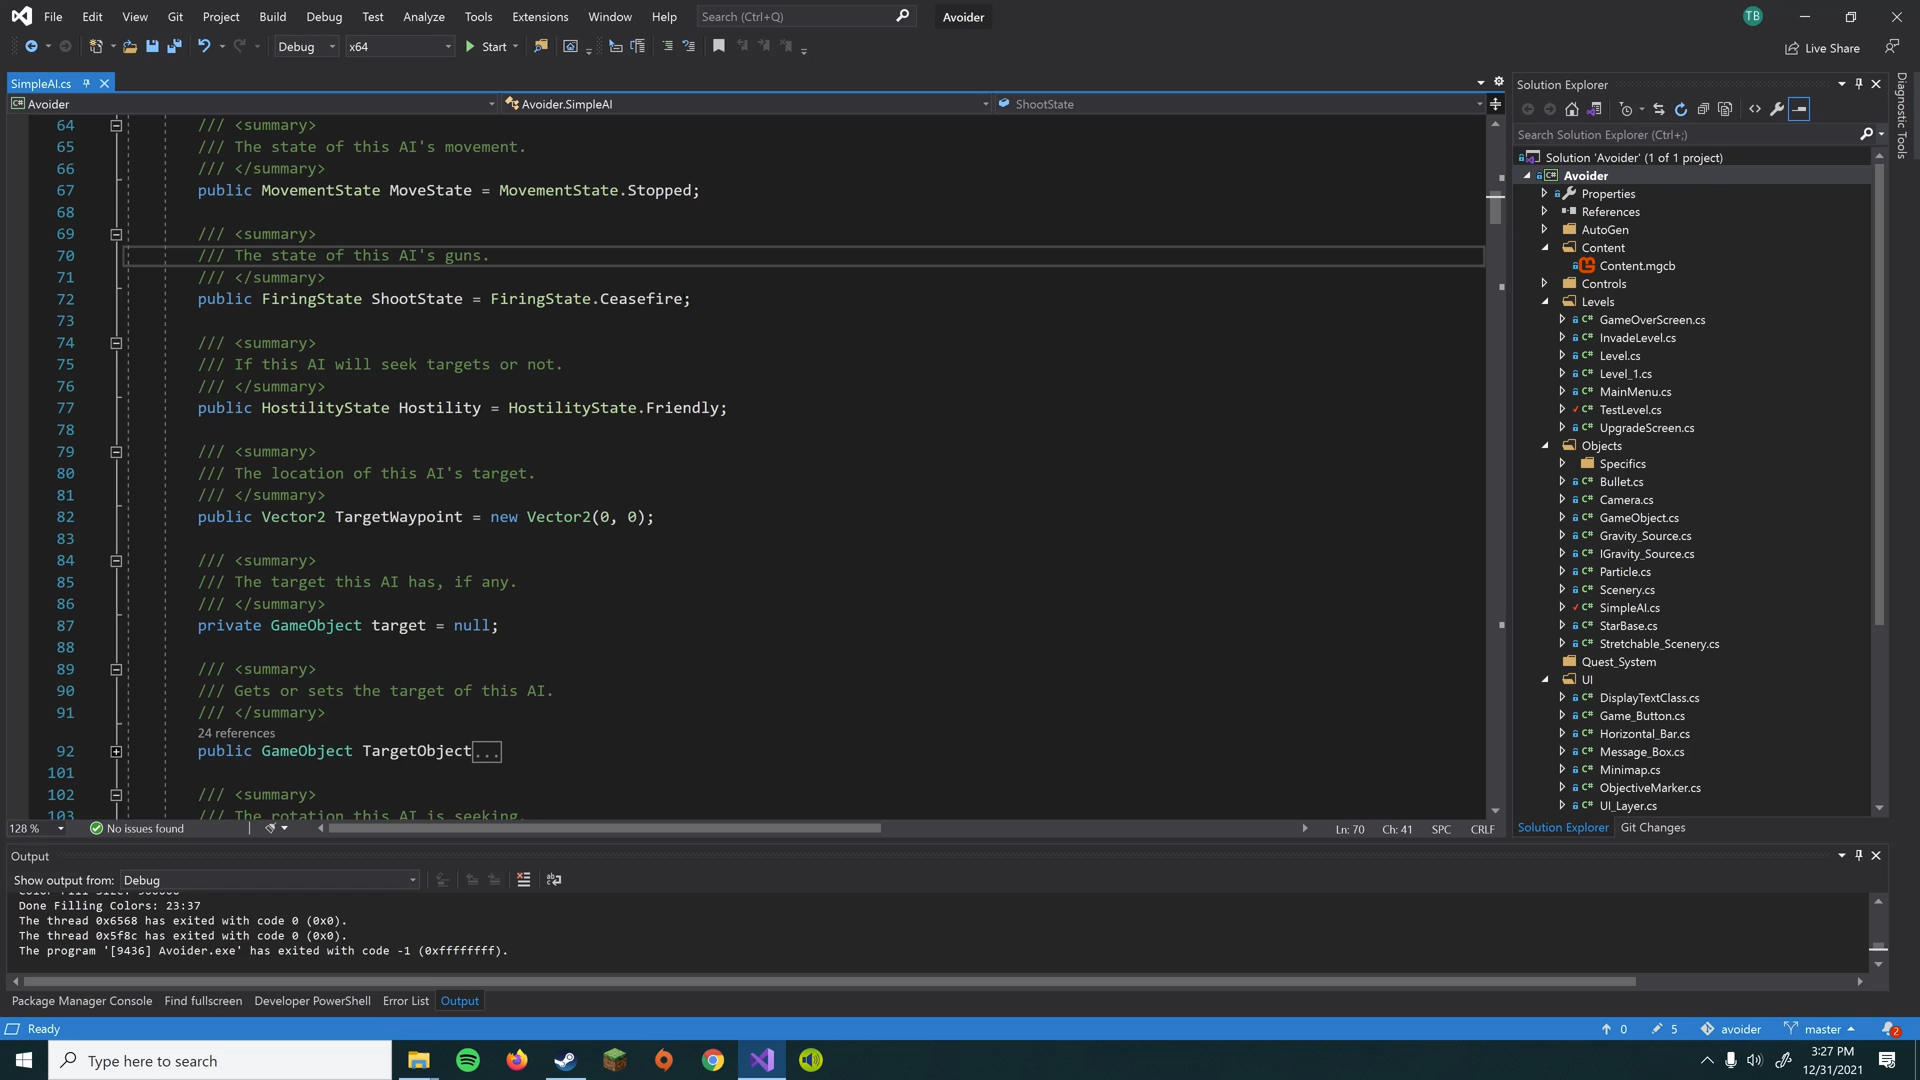 File Edit View Git Project Build Debug Test Analyze Tools Extensions Window Help Search (Ctrl+Q) Avoider TB
Debug x64 Start Live Share
SimpleAI.cs
Avoider Avoider.SimpleAI ShootState
64 /// <summary>
65 /// The state of this AI's movement.
66 /// </summary>
67 public MovementState MoveState = MovementState.Stopped;
68
69 /// <summary>
70 /// The state of this AI's guns.
71 /// </summary>
72 public FiringState ShootState = FiringState.Ceasefire;
73
74 /// <summary>
75 /// If this AI will seek targets or not.
76 /// </summary>
77 public HostilityState Hostility = HostilityState.Friendly;
78
79 /// <summary>
80 /// The location of this AI's target.
81 /// </summary>
82 public Vector2 TargetWaypoint = new Vector2(0, 0);
83
84 /// <summary>
85 /// The target this AI has, if any.
86 /// </summary>
87 private GameObject target = null;
88
89 /// <summary>
90 /// Gets or sets the target of this AI.
91 /// </summary>
24 references
92 public GameObject TargetObject...
101
102 /// <summary>
103 /// The rotation this AI is seeking.
128 % No issues found Ln: 70 Ch: 41 SPC CRLF
Solution Explorer
Search Solution Explorer (Ctrl+;)
Solution 'Avoider' (1 of 1 project)
C# Avoider
Properties
References
AutoGen
Content
Content.mgcb
Controls
Levels
C# GameOverScreen.cs
C# InvadeLevel.cs
C# Level.cs
C# Level_1.cs
C# MainMenu.cs
C# TestLevel.cs
C# UpgradeScreen.cs
Objects
Specifics
C# Bullet.cs
C# Camera.cs
C# GameObject.cs
C# Gravity_Source.cs
C# IGravity_Source.cs
C# Particle.cs
C# Scenery.cs
C# SimpleAI.cs
C# StarBase.cs
C# Stretchable_Scenery.cs
Quest_System
UI
C# DisplayTextClass.cs
C# Game_Button.cs
C# Horizontal_Bar.cs
C# Message_Box.cs
C# Minimap.cs
C# ObjectiveMarker.cs
C# UI_Layer.cs
Solution Explorer Git Changes
Diagnostic Tools
Output
Show output from: Debug
Done Filling Colors: 23:37
The thread 0x6568 has exited with code 0 (0x0).
The thread 0x5f8c has exited with code 0 (0x0).
The program '[9436] Avoider.exe' has exited with code -1 (0xffffffff).
Package Manager Console Find fullscreen Developer PowerShell Error List Output
Ready 0 5 avoider master 2
Type here to search 3:27 PM
12/31/2021